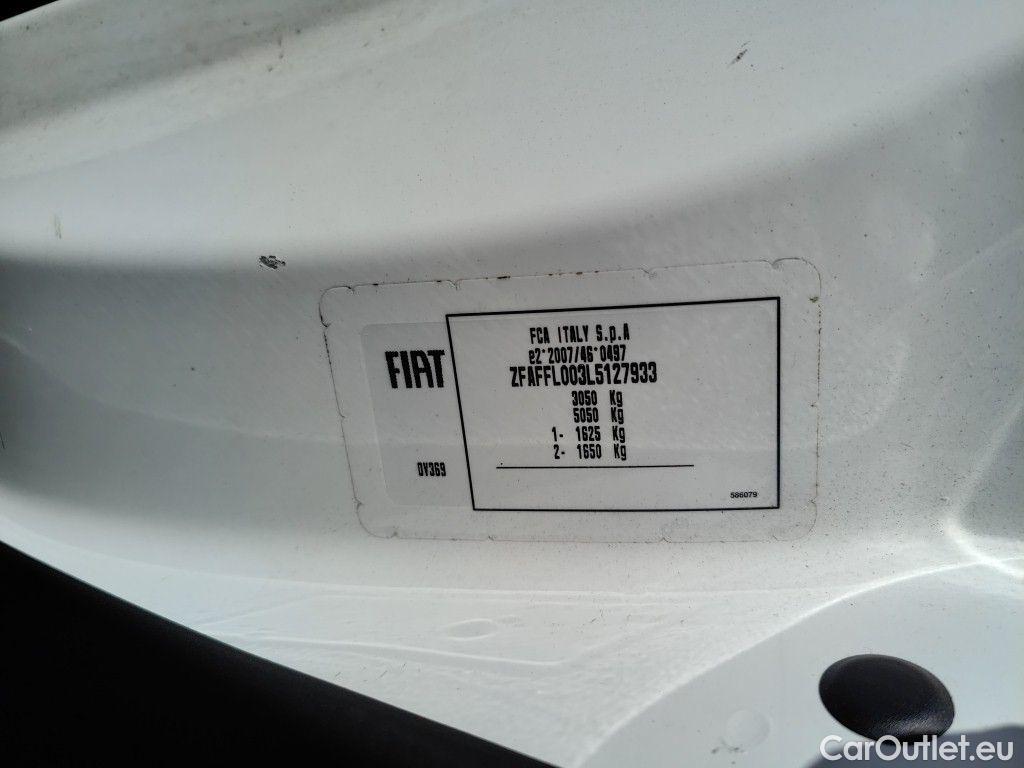 FCA ITALY S.p.A
e2*2007/46*0497
FIAT
ZFAFFL003L5127933
3050 Kg
5050 Kg
1- 1625 Kg
2- 1650 Kg
DV369
586079
CarOutlet.eu